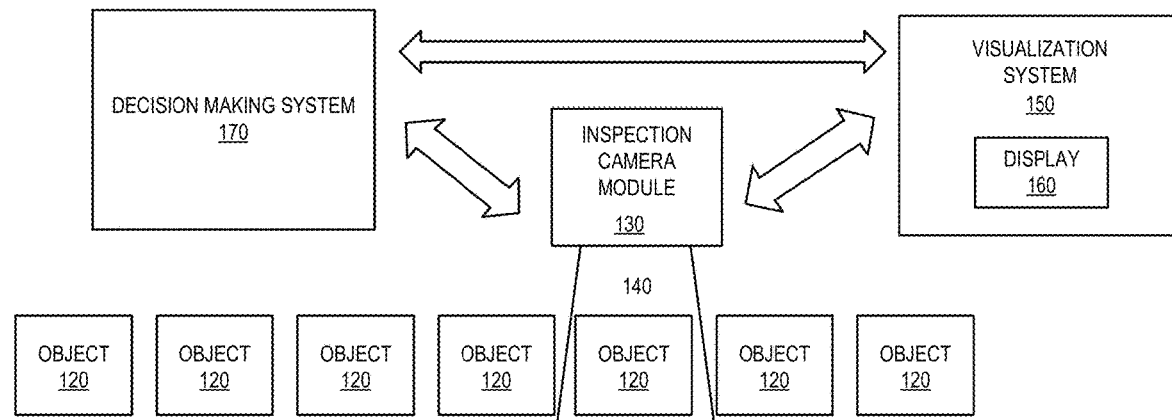 DECISION MAKING SYSTEM
170
INSPECTION
CAMERA
MODULE
130
VISUALIZATION
SYSTEM
150
DISPLAY
160
140
OBJECT
120
OBJECT
120
OBJECT
120
OBJECT
120
OBJECT
120
OBJECT
120
OBJECT
120